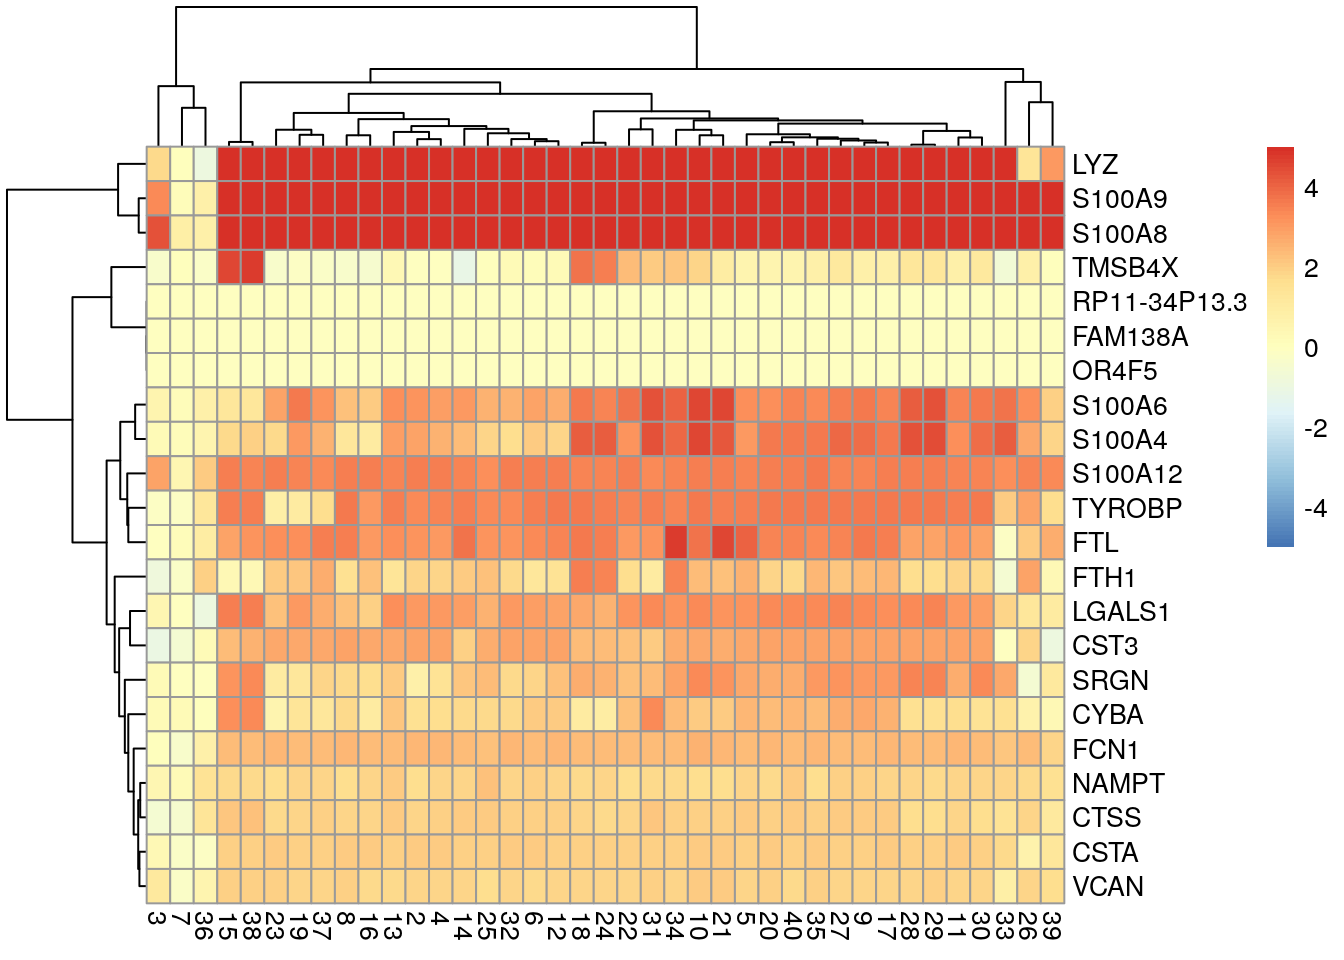 LYZ
S100A9
S100A8
TMSB4X
RP11-34P13.3
FAM138A
OR4F5
S100A6
S100A4
S100A12
TYROBP
FTL
FTH1
LGALS1
CST3
SRGN
CYBA
FCN1
NAMPT
CTSS
CSTA
VCAN
4
2
0
-2
-4
3 7 36 15 38 23 19 37 8 16 13 2 4 14 25 32 6 12 18 24 22 31 34 10 21 5 20 40 35 27 9 17 28 29 11 30 33 26 39